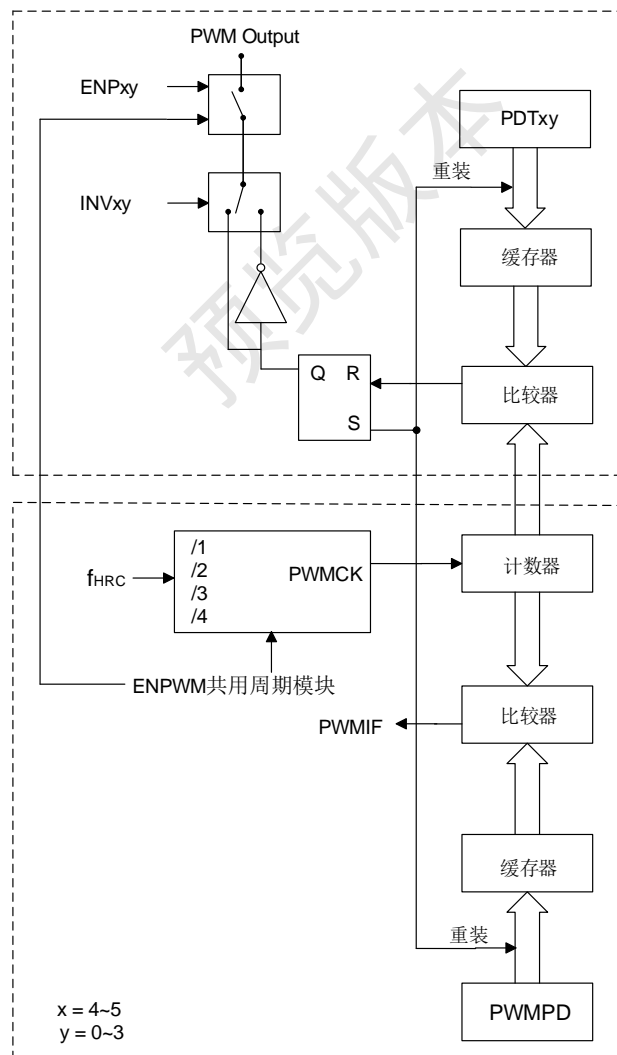 PWM Output
ENPxy
PDTxy
重装
INVxy
缓存器
预览版本
Q R
S
比较器
/1
/2
/3
/4
fHRC
PWMCK
计数器
ENPWM共用周期模块
PWMIF
比较器
缓存器
重装
PWMPD
x = 4~5
y = 0~3